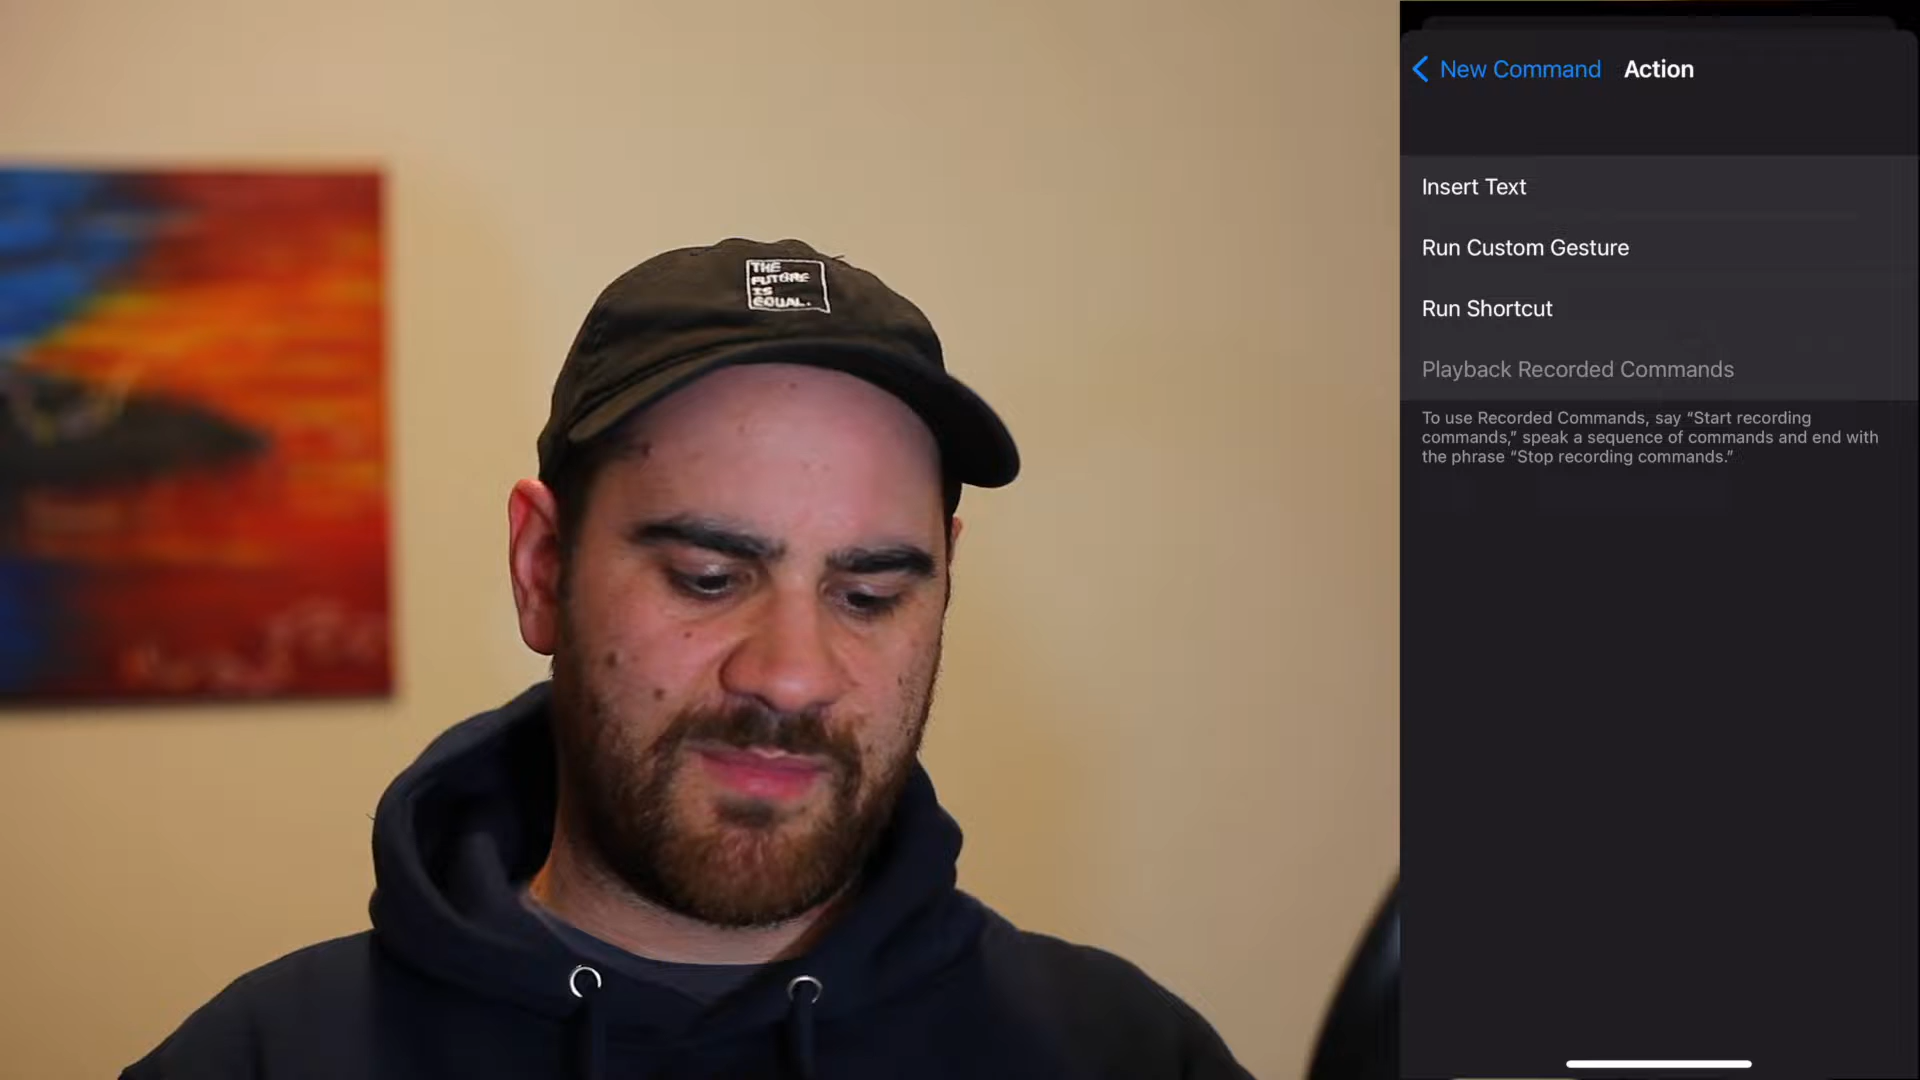 THE
FUTURE
IS
EQUAL.
New Command
Action
Insert Text
Run Custom Gesture
Run Shortcut
Playback Recorded Commands
To use Recorded Commands, say “Start recording
commands,” speak a sequence of commands and end with
the phrase “Stop recording commands.”